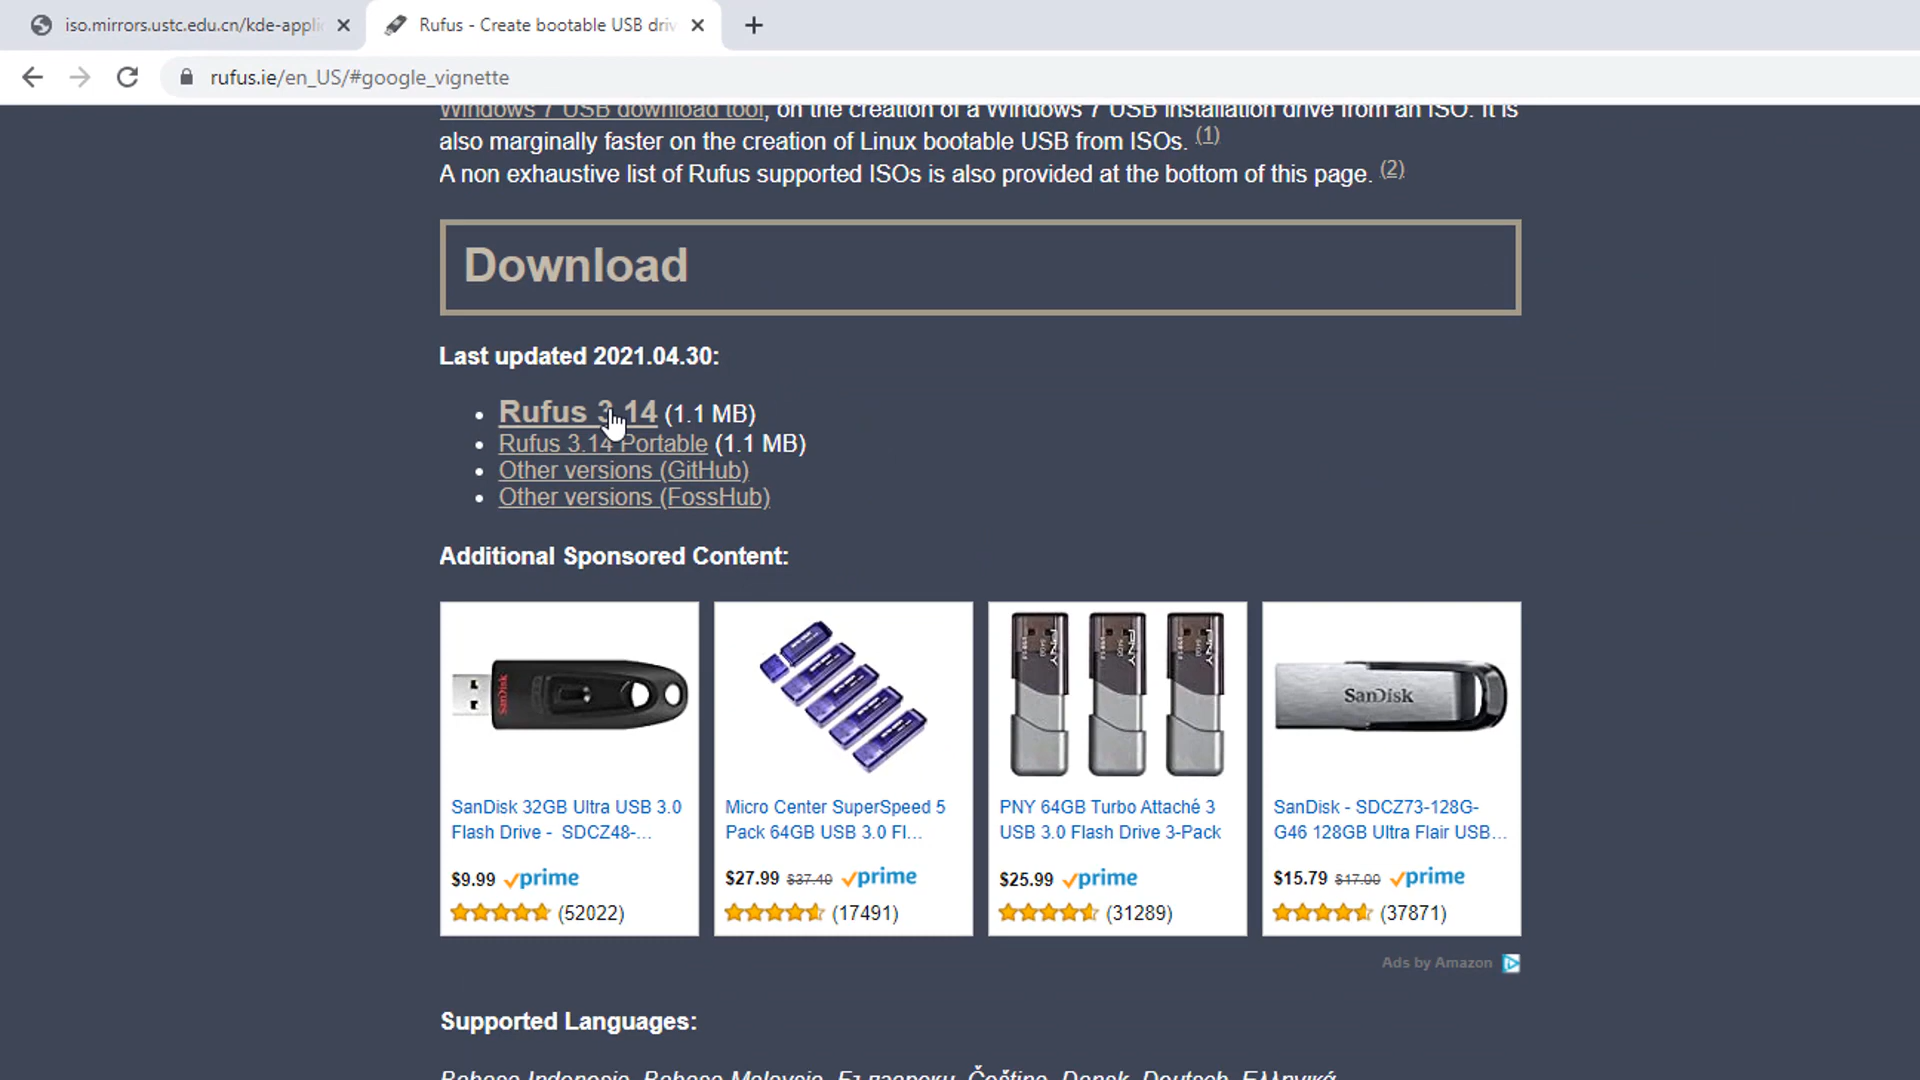 iso.mirrors.ustc.edu.cn/kde-appli
Rufus - Create bootable USB driv
rufus.ie/en_US/#google_vignette
Windows 7 USB download tool, on the creation of a Windows 7 USB installation drive from an ISO. It is
also marginally faster on the creation of Linux bootable USB from ISOs. (1)
A non exhaustive list of Rufus supported ISOs is also provided at the bottom of this page. (2)
Download
Last updated 2021.04.30:
Rufus 3.14 (1.1 MB)
Rufus 3.14 Portable (1.1 MB)
Other versions (GitHub)
Other versions (FossHub)
Additional Sponsored Content:
SanDisk
SanDisk
SanDisk 32GB Ultra USB 3.0
Flash Drive - SDCZ48-...
$9.99 prime
(52022)
Micro Center SuperSpeed 5
Pack 64GB USB 3.0 Fl...
$27.99 $37.40 prime
(17491)
PNY 64GB Turbo Attaché 3
USB 3.0 Flash Drive 3-Pack
$25.99 prime
(31289)
SanDisk - SDCZ73-128G-
G46 128GB Ultra Flair USB...
$15.79 $17.00 prime
(37871)
Ads by Amazon
Supported Languages:
Bahasa Indonesia, Bahasa Malaysia, Български, Čeština, Dansk, Deutsch, Ελληνικά